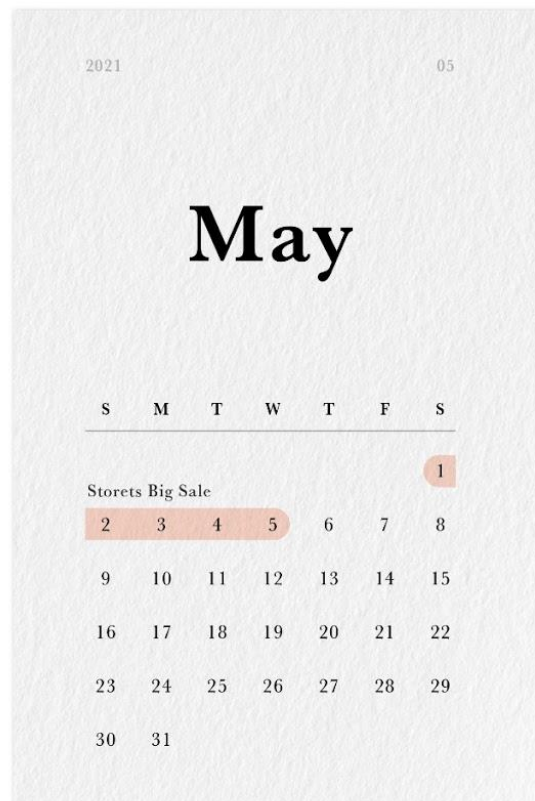 2021 05
May
S M T W T F S
1
Storets Big Sale
2 3 4 5 6 7 8
9 10 11 12 13 14 15
16 17 18 19 20 21 22
23 24 25 26 27 28 29
30 31